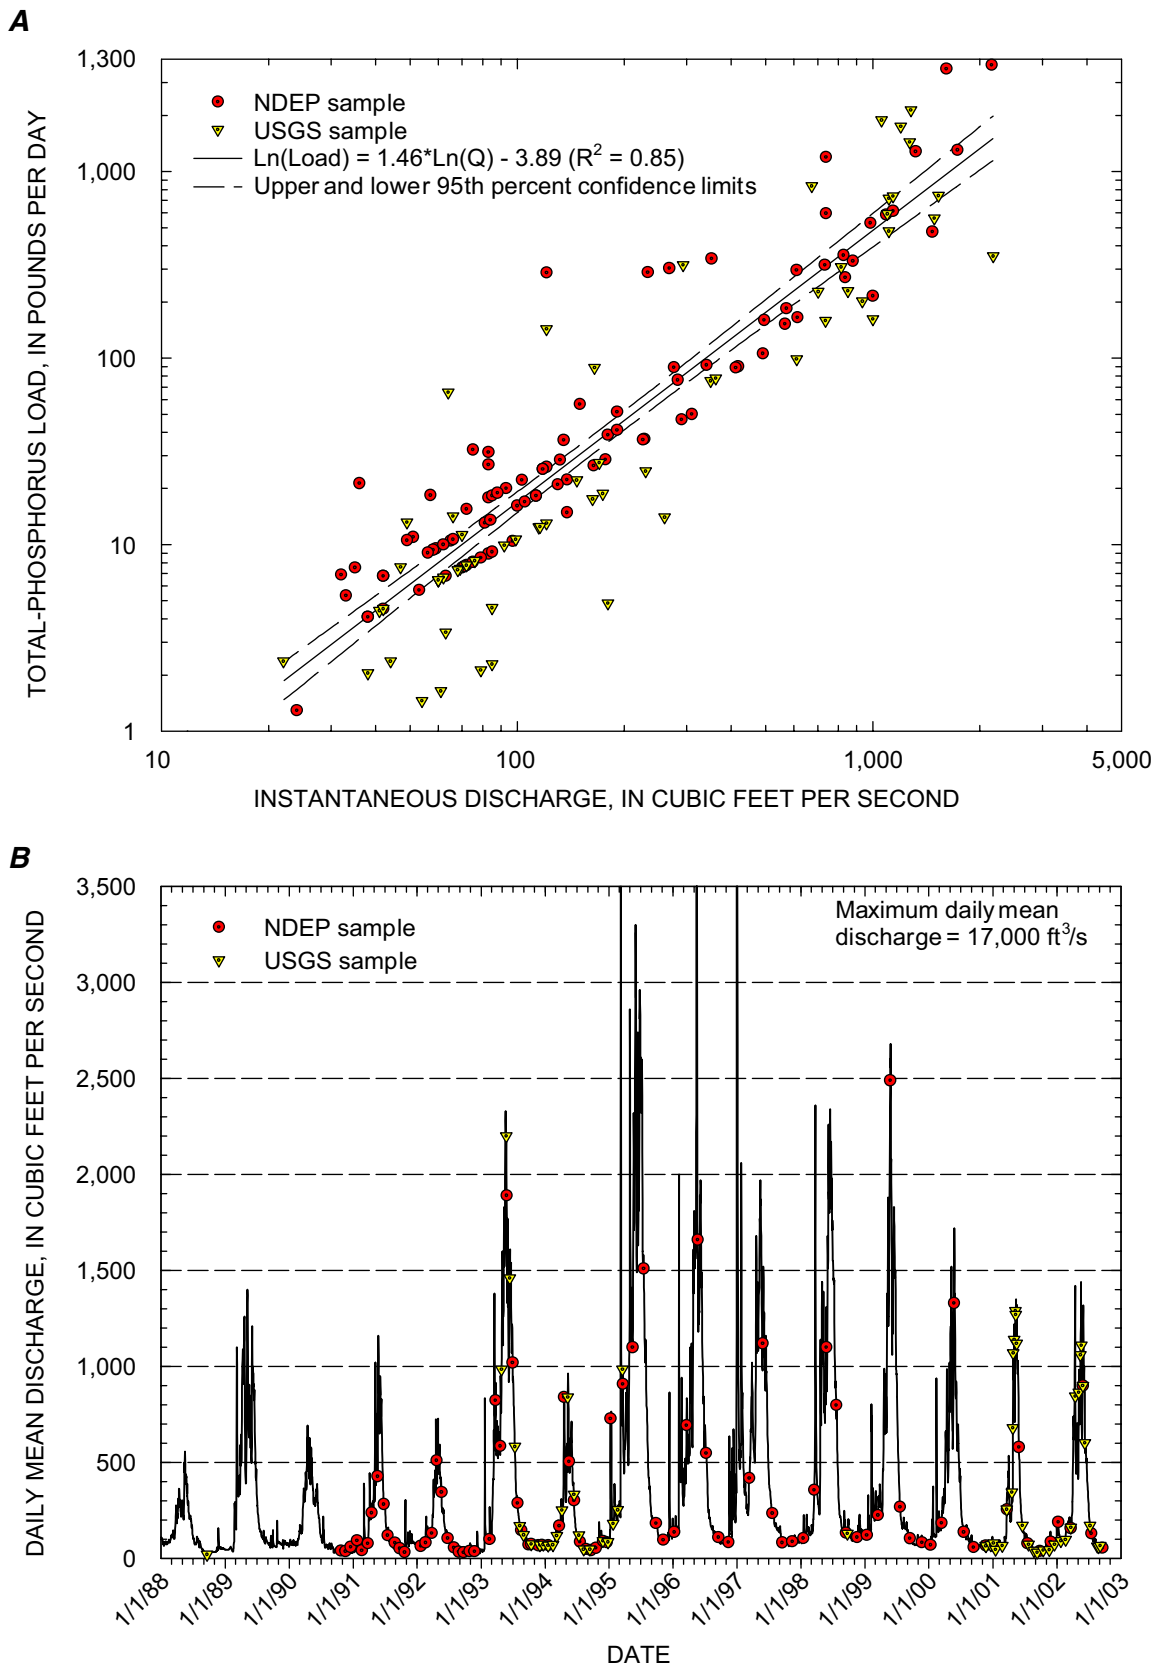 A
TOTAL-PHOSPHORUS LOAD, IN POUNDS PER DAY
1,300
1,000
100
10
1
NDEP sample
USGS sample
Ln(Load) = 1.46*Ln(Q) - 3.89 (R² = 0.85)
Upper and lower 95th percent confidence limits
10 100 1,000 5,000
INSTANTANEOUS DISCHARGE, IN CUBIC FEET PER SECOND
B
DAILY MEAN DISCHARGE, IN CUBIC FEET PER SECOND
3,500
3,000
2,500
2,000
1,500
1,000
500
0
NDEP sample
USGS sample
Maximum daily mean
discharge = 17,000 ft³/s
1/1/88 1/1/89 1/1/90 1/1/91 1/1/92 1/1/93 1/1/94 1/1/95 1/1/96 1/1/97 1/1/98 1/1/99 1/1/00 1/1/01 1/1/02 1/1/03
DATE